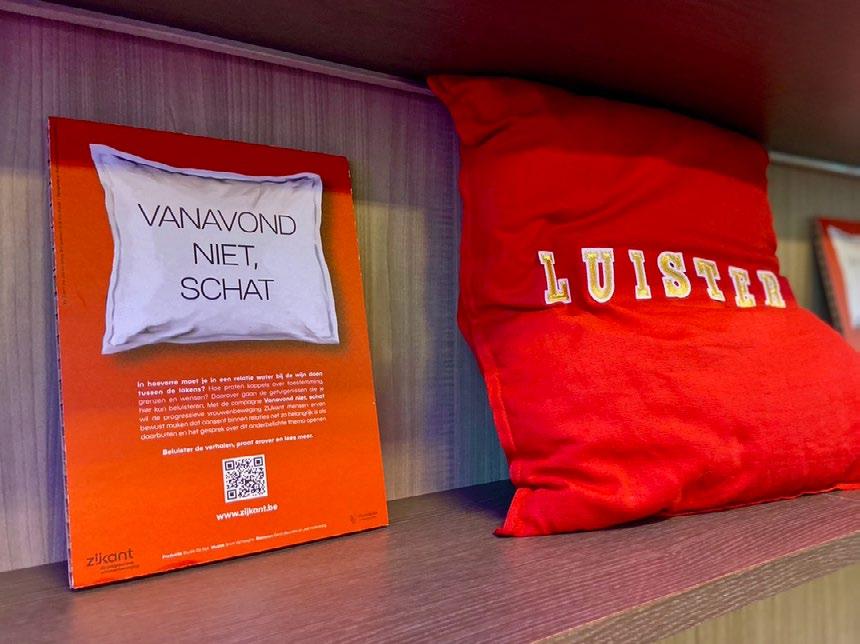 VANAVOND
NIET,
SCHAT
In hoeverre moet je in een relatie water bij de wijn doen
tussen de lakens? Hoe praten koppels over toestemming,
grenzen en wensen? Daarover gaan de getuigenissen die je
hier kan beluisteren. Met de campagne Vanavond niet, schat
wil de progressieve vrouwenbeweging Zijkant mensen ervan
bewust maken dat consent binnen relaties net zo belangrijk is als
daarbuiten en het gesprek over dit onderbelichte thema openen
Beluister de verhalen, praat erover en lees meer.
www.zijkant.be
zijkant
LUISTER